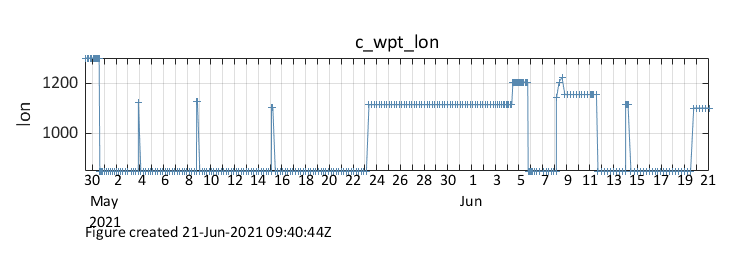 c_wpt_lon
lon
1200
1000
30 2 4 6 8 10 12 14 16 18 20 22 24 26 28 30 1 3 5 7 9 11 13 15 17 19 21
May Jun
2021
Figure created 21-Jun-2021 09:40:44Z